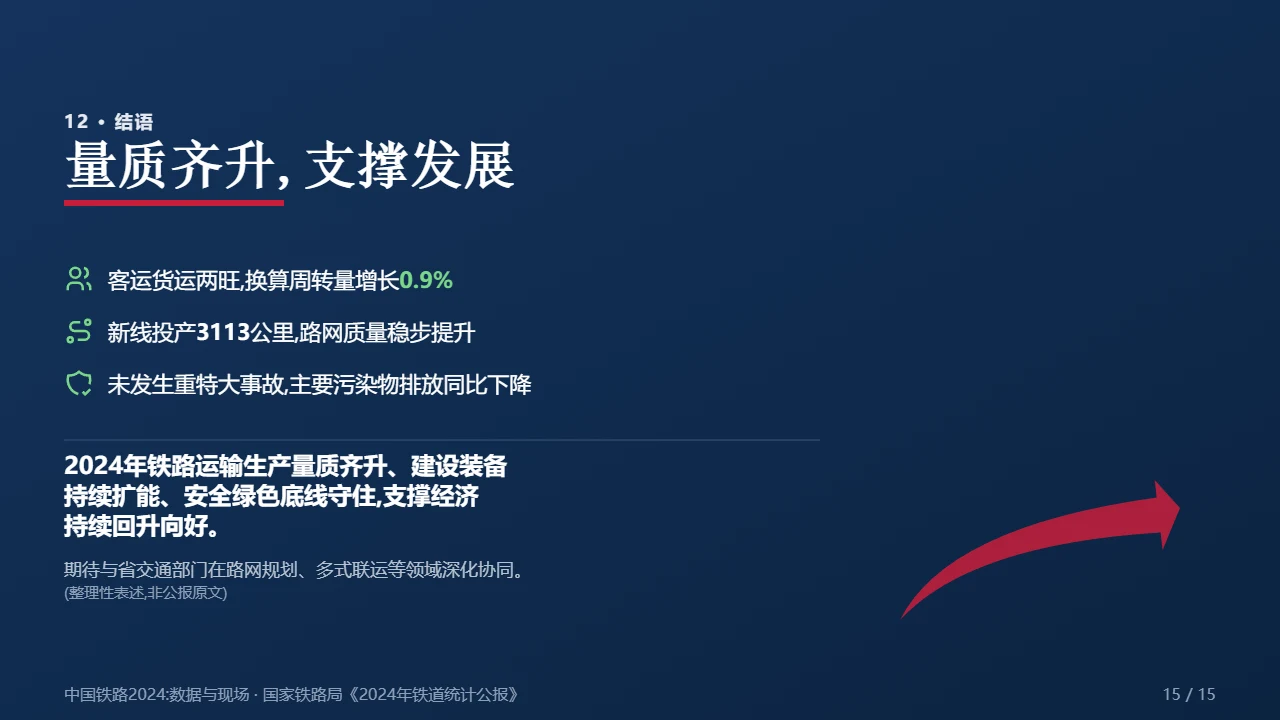 12 • 结语
量质齐升, 支撑发展
客运货运两旺,换算周转量增长0.9%
新线投产3113公里,路网质量稳步提升
未发生重特大事故,主要污染物排放同比下降
2024年铁路运输生产量质齐升、建设装备
持续扩能、安全绿色底线守住,支撑经济
持续回升向好。
期待与省交通部门在路网规划、多式联运等领域深化协同。
(整理性表述,非公报原文)
中国铁路2024:数据与现场 · 国家铁路局《2024年铁道统计公报》
15 / 15